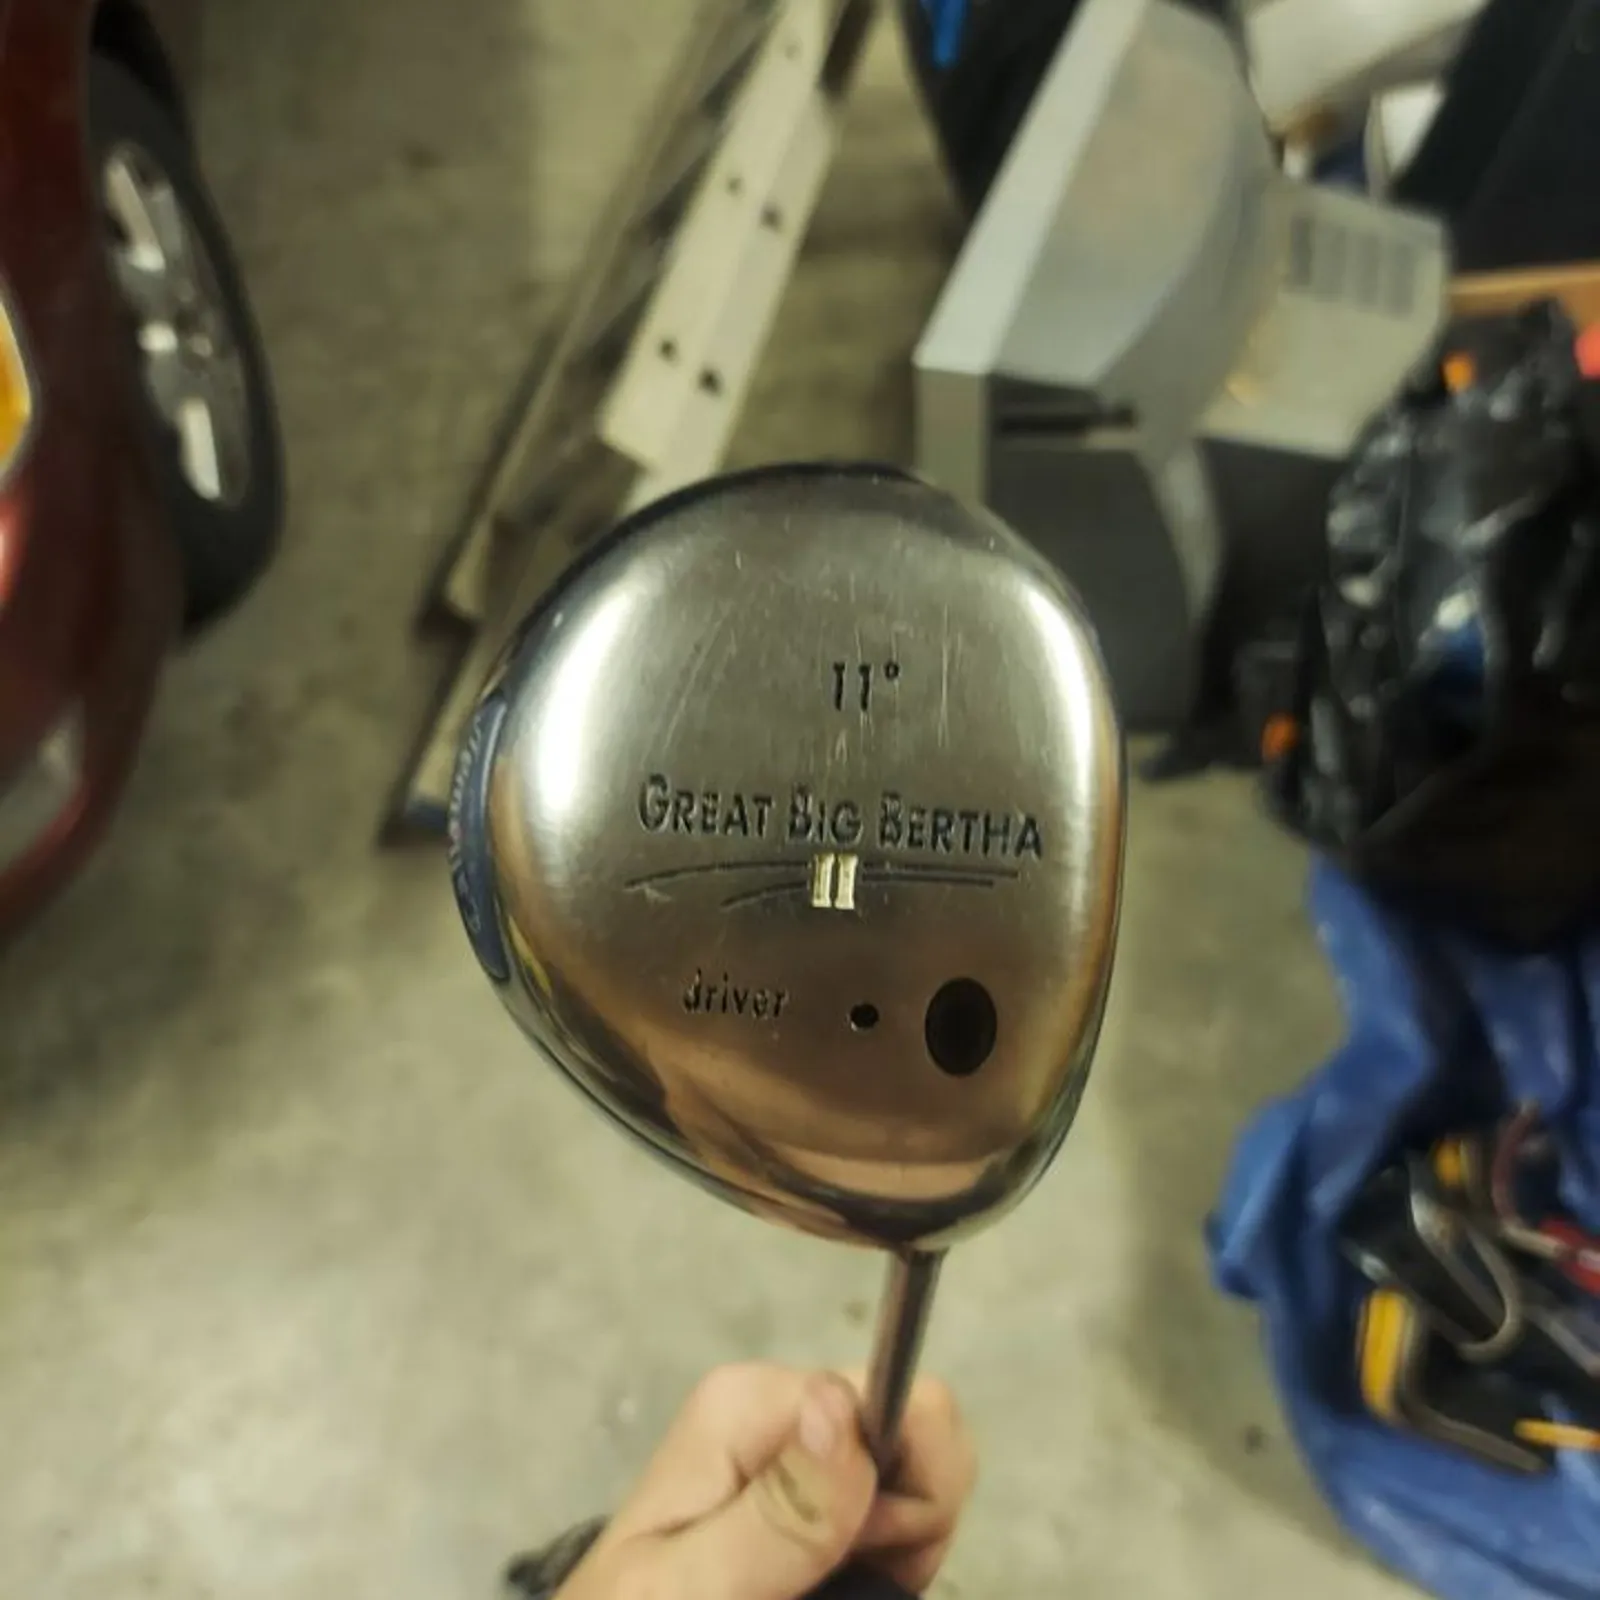 11°
GREAT BIG BERTHA
II
driver